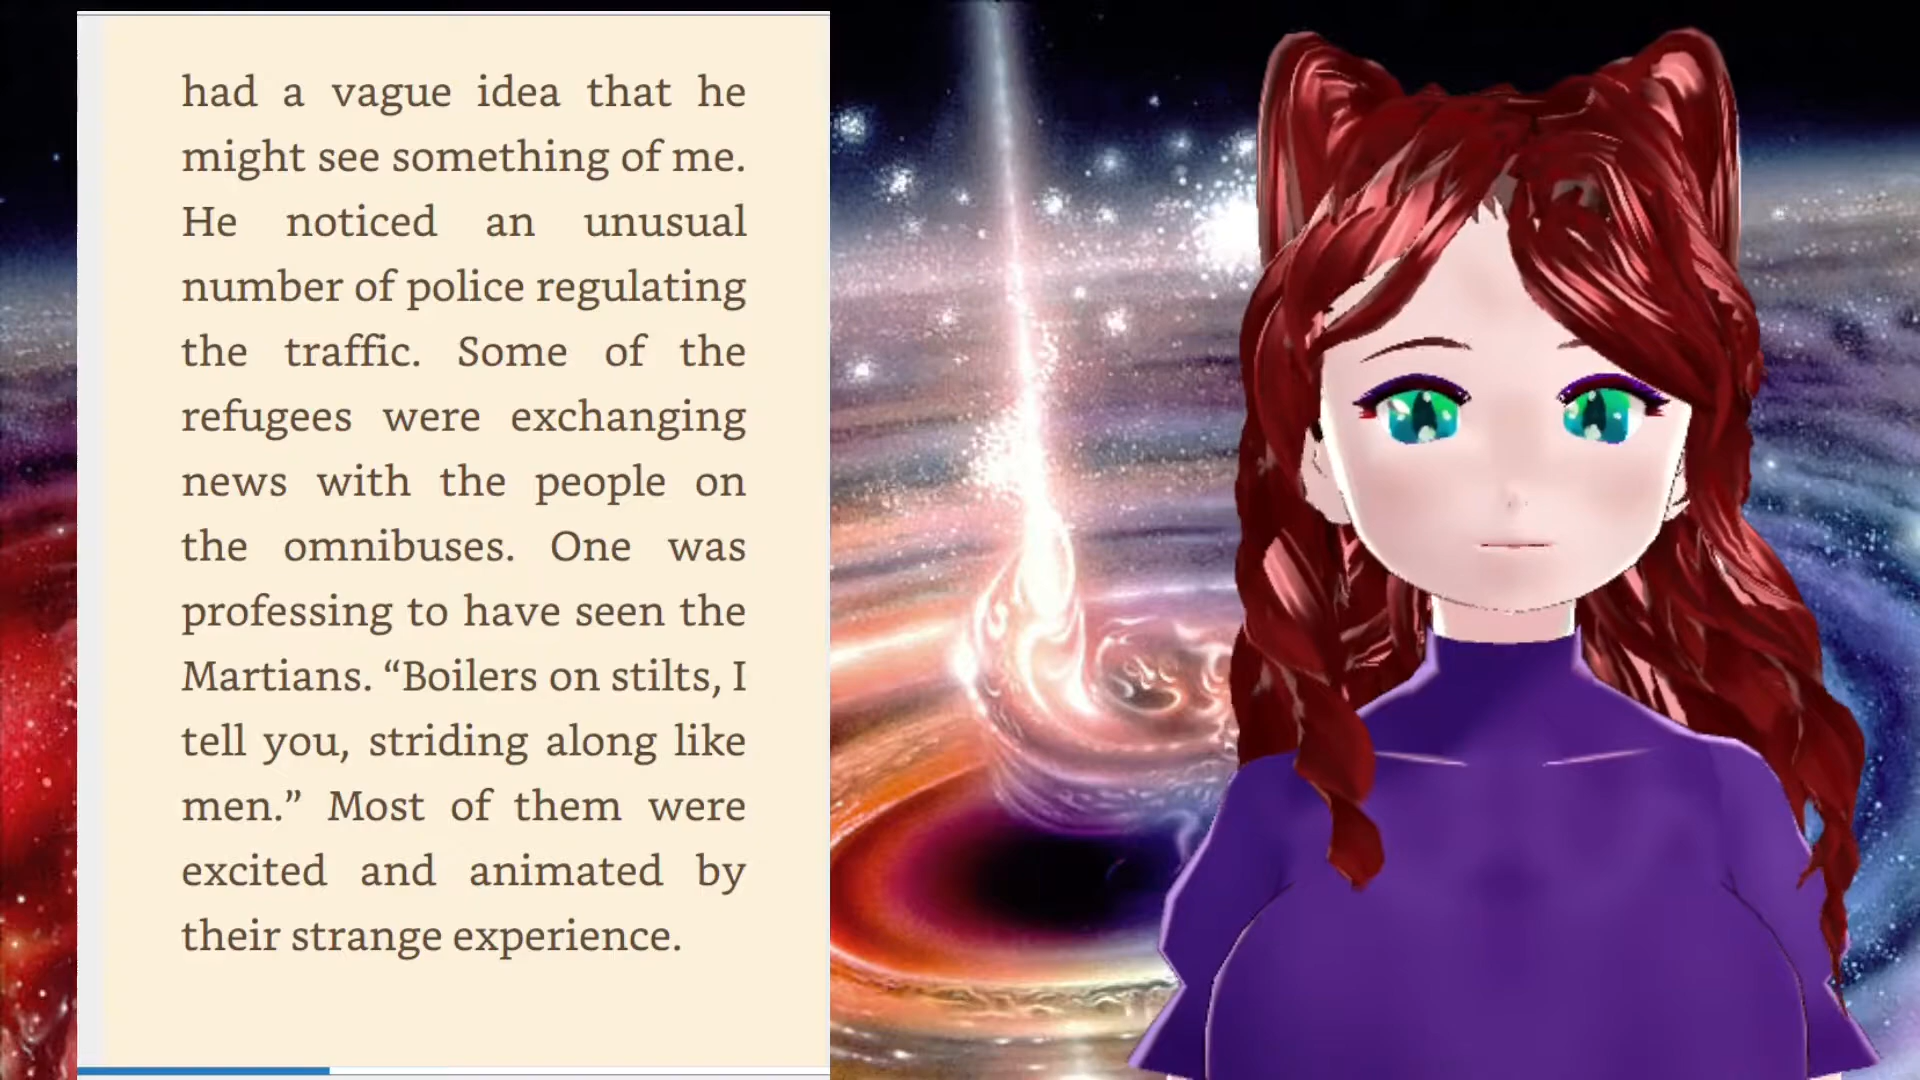 had a vague idea that he
might see something of me.
He noticed an unusual
number of police regulating
the traffic. Some of the
refugees were exchanging
news with the people on
the omnibuses. One was
professing to have seen the
Martians. “Boilers on stilts, I
tell you, striding along like
men.” Most of them were
excited and animated by
their strange experience.